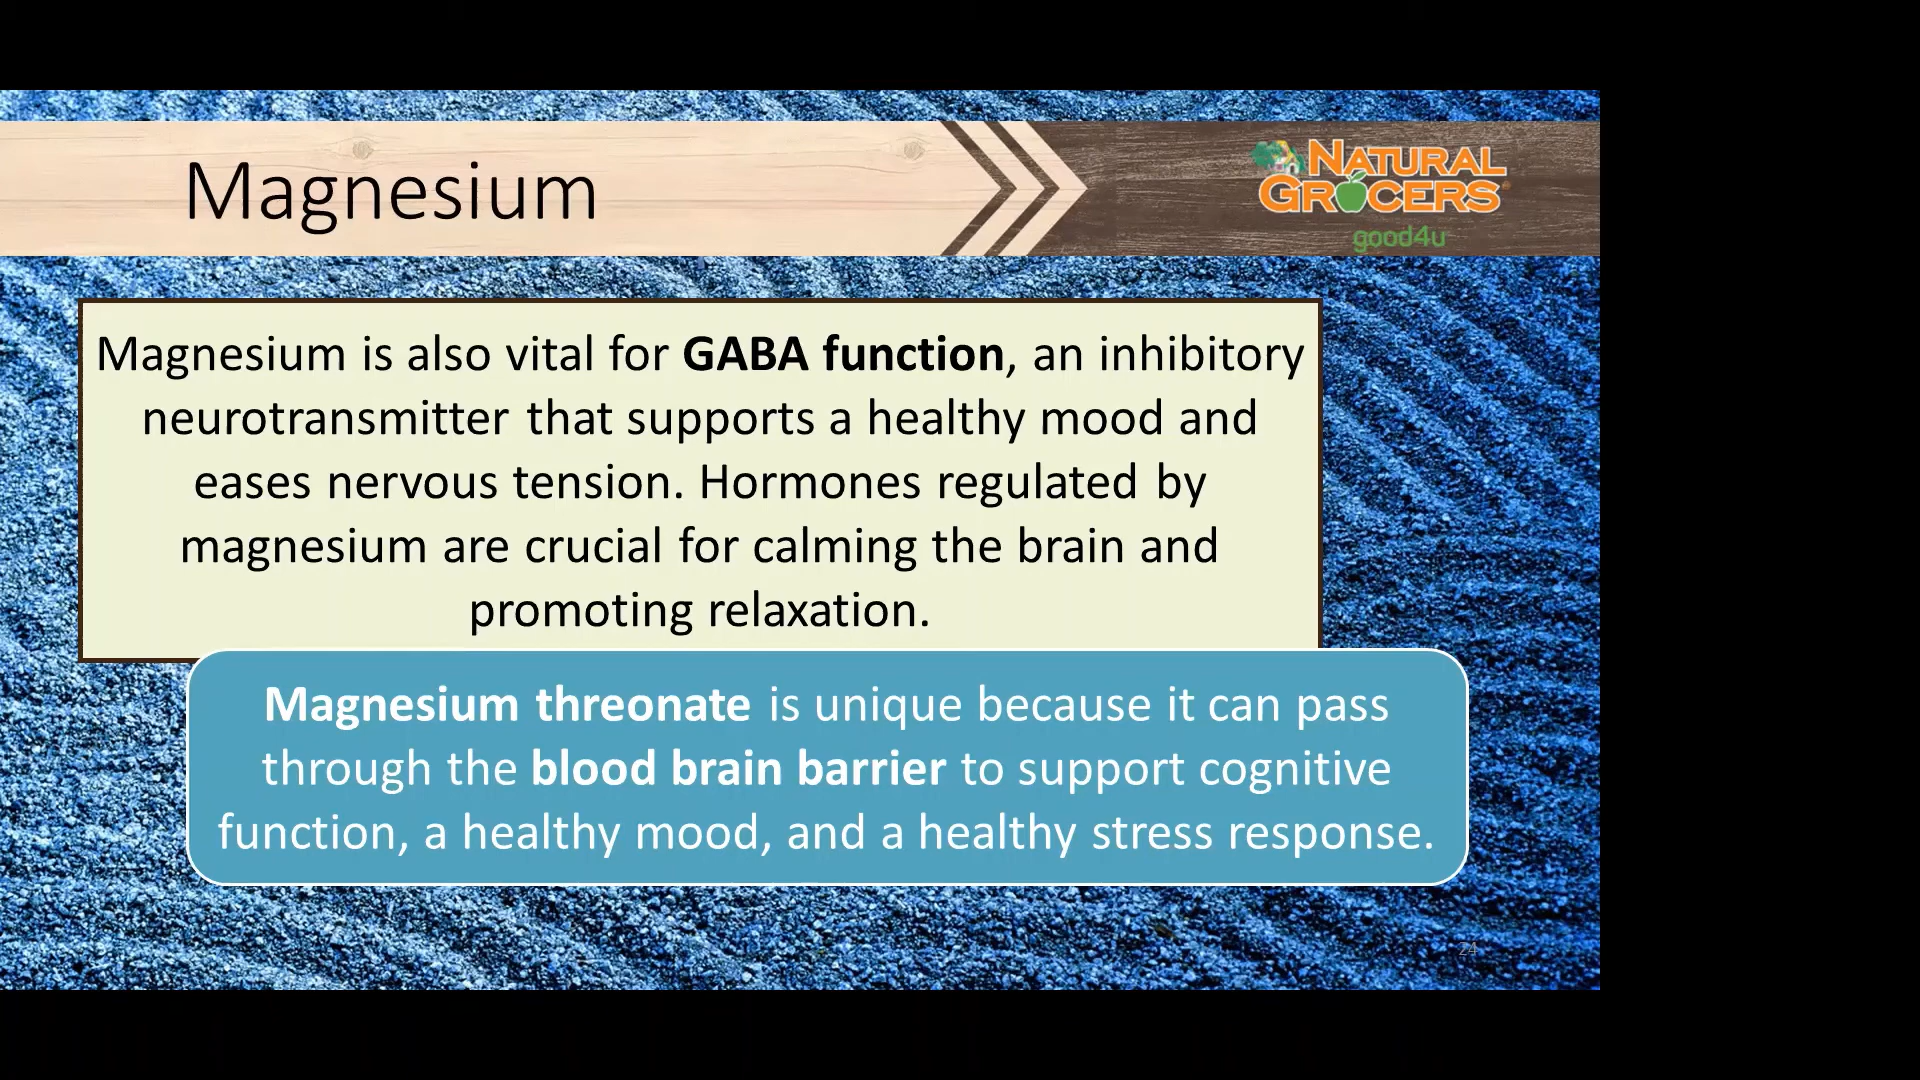 Magnesium
NATURAL
GROCERS
good4u
Magnesium is also vital for GABA function, an inhibitory
neurotransmitter that supports a healthy mood and
eases nervous tension. Hormones regulated by
magnesium are crucial for calming the brain and
promoting relaxation.
Magnesium threonate is unique because it can pass
through the blood brain barrier to support cognitive
function, a healthy mood, and a healthy stress response.
24